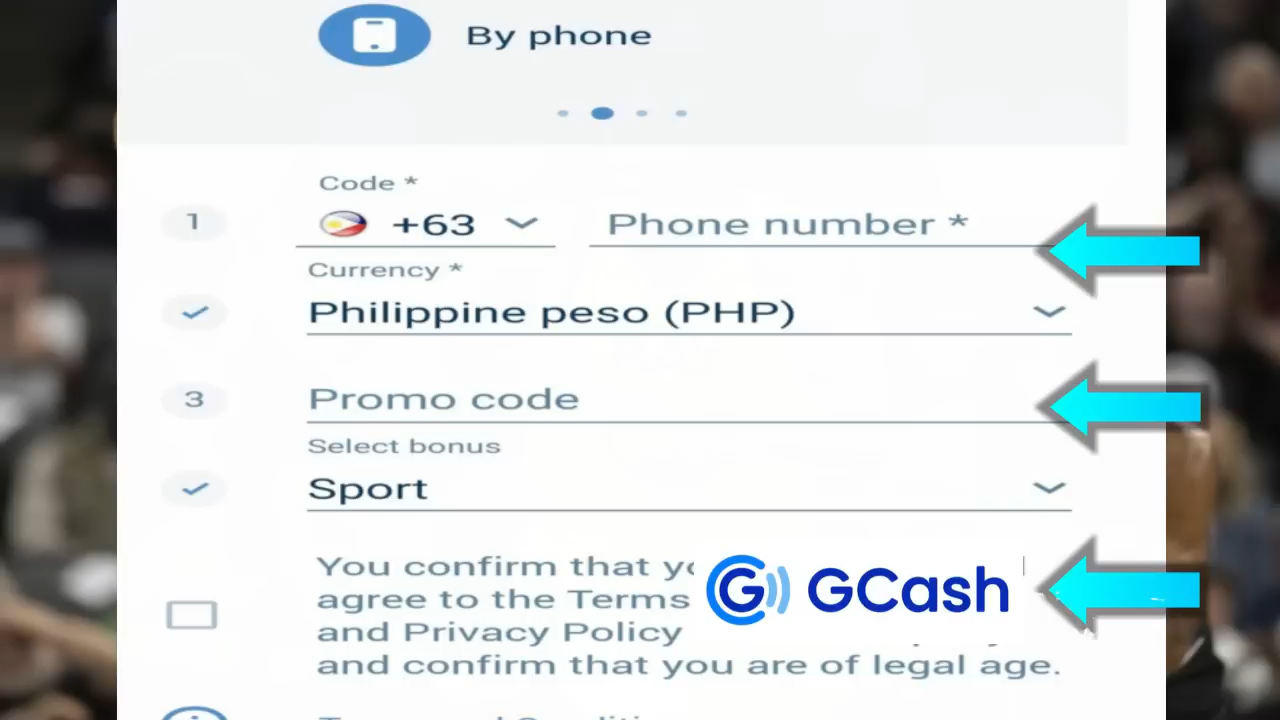 By phone
Code *
1
+63
Phone number *
Currency *
Philippine peso (PHP)
3
Promo code
Select bonus
Sport
You confirm that
agree to the Terms
GCash
and Privacy Policy
and confirm that you are of legal age.